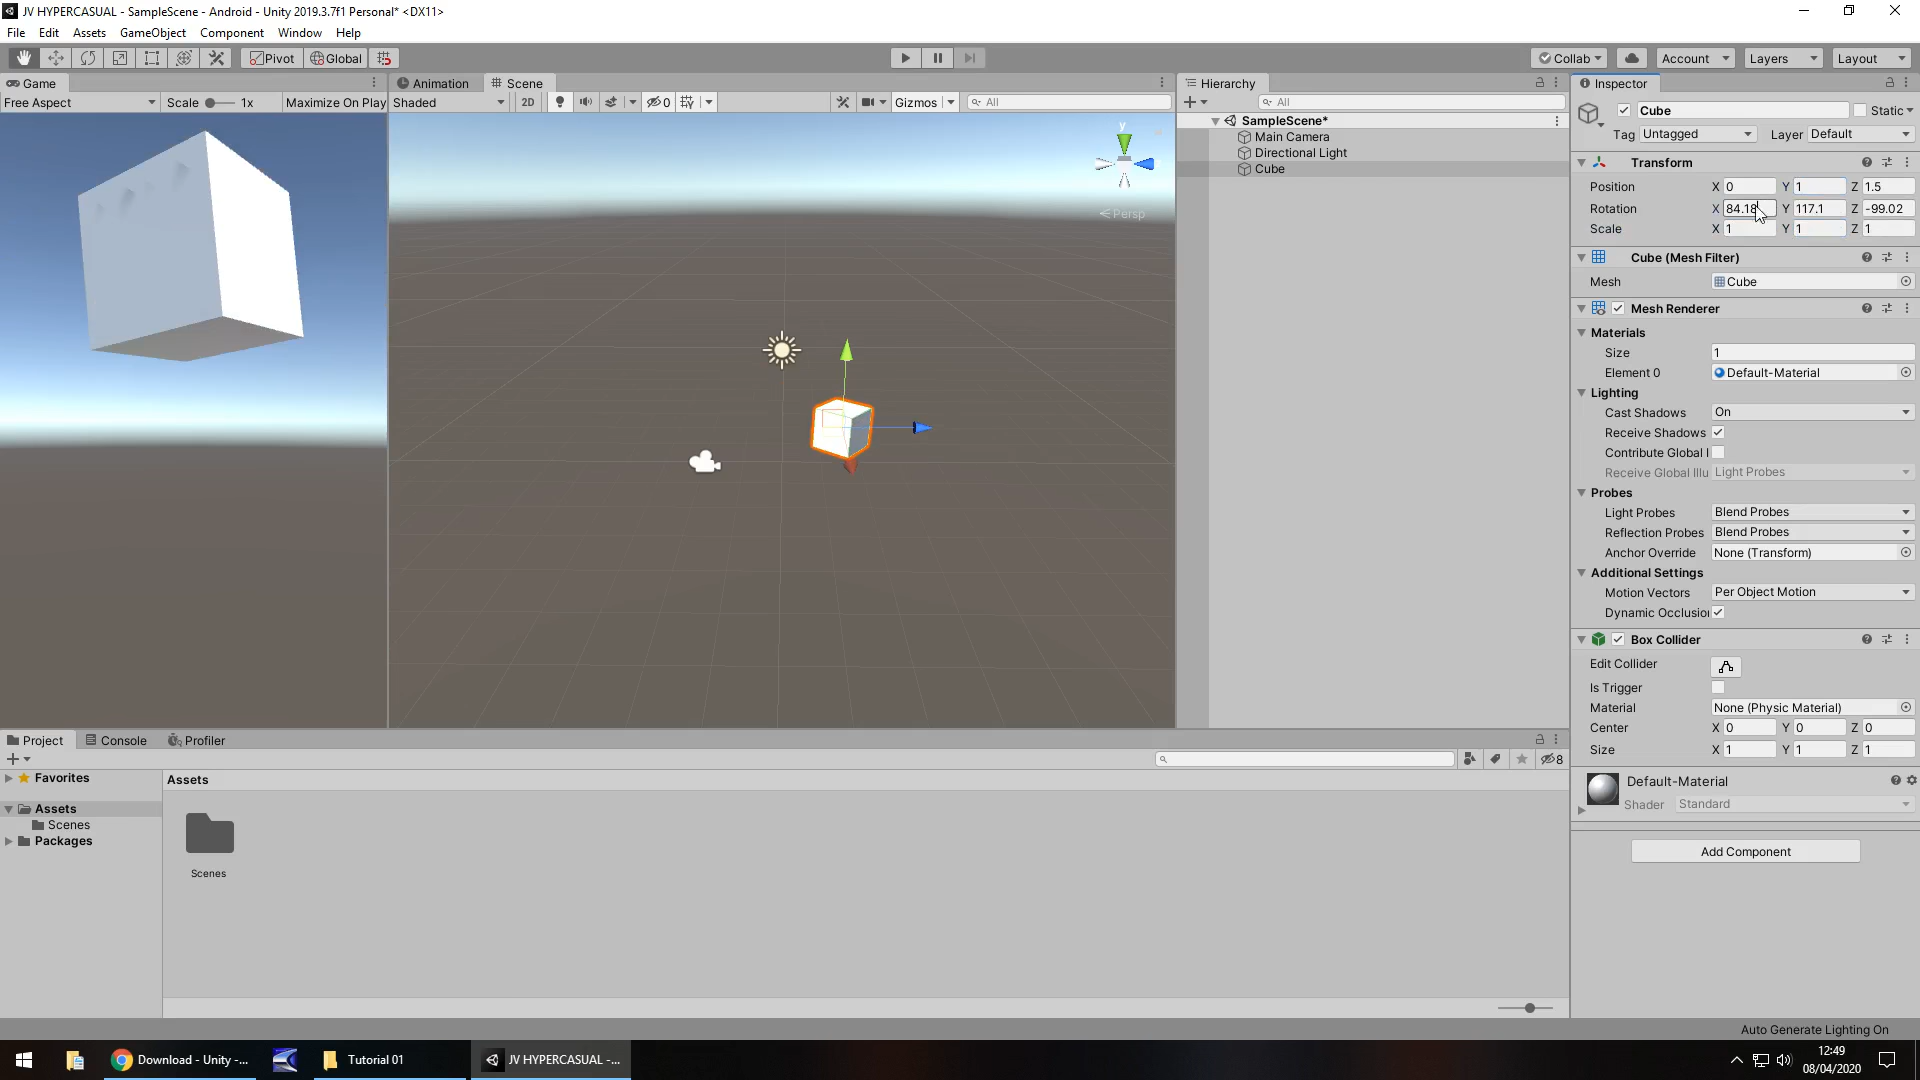 JV HYPERCASUAL - SampleScene - Android - Unity 2019.3.7f1 Personal* <DX11>
File Edit Assets GameObject Component Window Help
Pivot Global Collab Account Layers Layout
Game
Free Aspect Scale 1x Maximize On Play
Animation Scene
Shaded 2D 0 Gizmos All
y
< Persp
Hierarchy
All
SampleScene*
Main Camera
Directional Light
Cube
Inspector
Cube Static
Tag Untagged Layer Default
Transform
Position X 0 Y 1 Z 1.5
Rotation X 84.18 Y 117.1 Z -99.02
Scale X 1 Y 1 Z 1
Cube (Mesh Filter)
Mesh Cube
Mesh Renderer
Materials
Size 1
Element 0 Default-Material
Lighting
Cast Shadows On
Receive Shadows
Contribute Global I
Receive Global Illu Light Probes
Probes
Light Probes Blend Probes
Reflection Probes Blend Probes
Anchor Override None (Transform)
Additional Settings
Motion Vectors Per Object Motion
Dynamic Occlusion
Box Collider
Edit Collider
Is Trigger
Material None (Physic Material)
Center X 0 Y 0 Z 0
Size X 1 Y 1 Z 1
Default-Material
Shader Standard
Add Component
Project Console Profiler
8
Favorites
Assets
Scenes
Packages
Assets
Scenes
Auto Generate Lighting On
Download - Unity -... Tutorial 01 JV HYPERCASUAL -...
12:49
08/04/2020